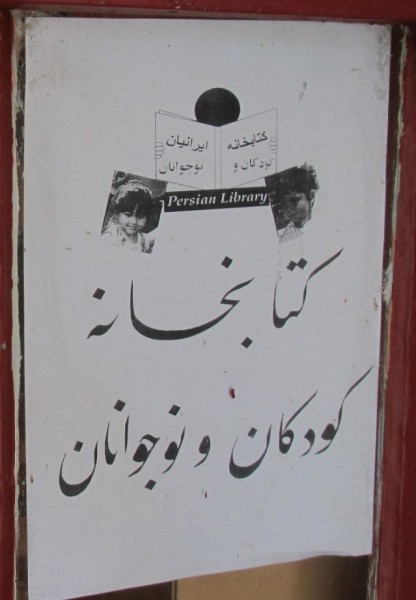 کتابخانه ایرانیان
کودکان و نوجوانان
Persian Library
کتابخانه
کودکان و نوجوانان